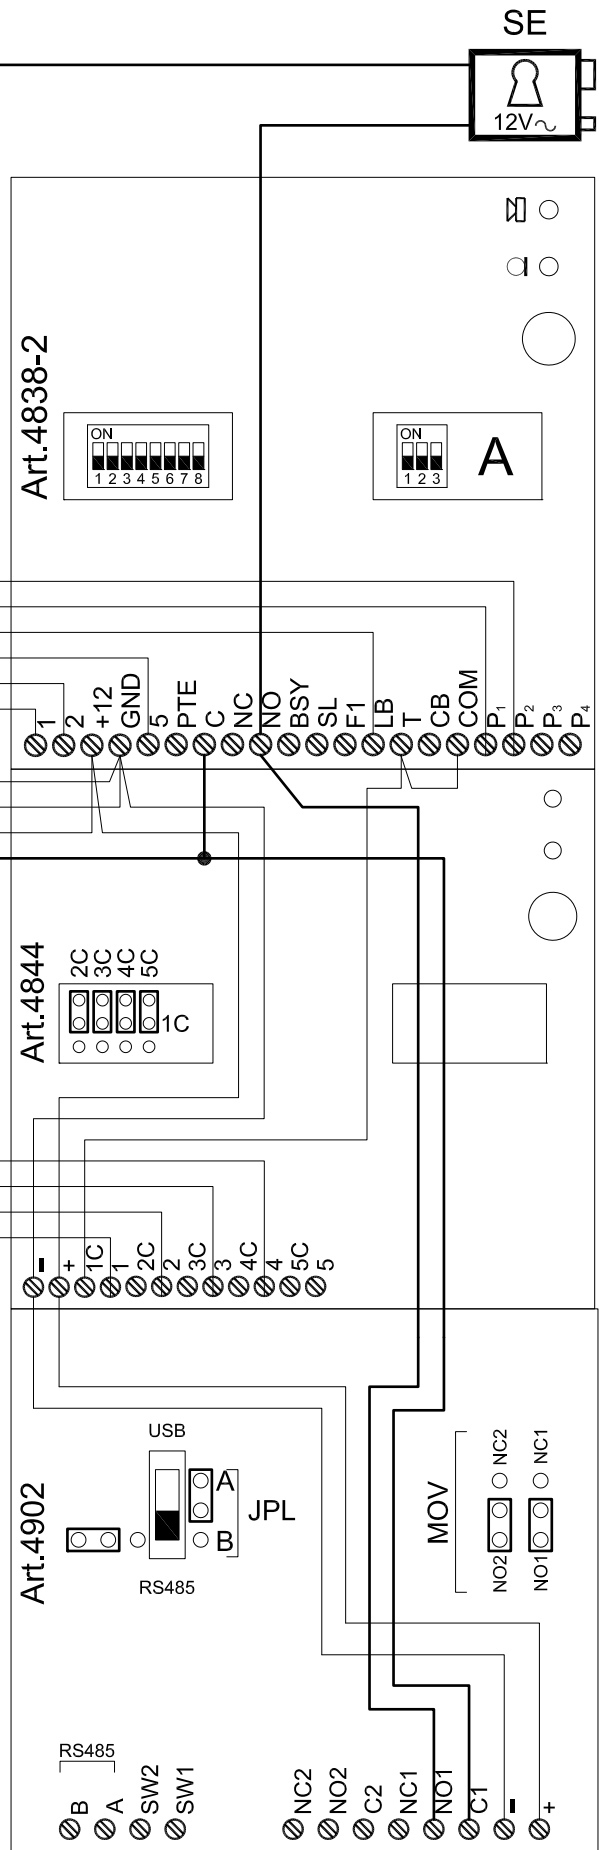 SE
12V~
Art.4838-2
ON
1 2 3 4 5 6 7 8
ON
1 2 3
A
1
2
+12
GND
5
PTE
C
NC
NO
BSY
SL
F1
LB
T
CB
COM
P1
P2
P3
P4
Art.4844
2C
3C
4C
5C
1C
-
+
1C
1
2C
2
3C
3
4C
4
5C
5
Art.4902
USB
RS485
A
B
JPL
MOV
NC2
NO2
NC1
NO1
RS485
B
A
SW2
SW1
NC2
NO2
C2
NC1
NO1
C1
-
+